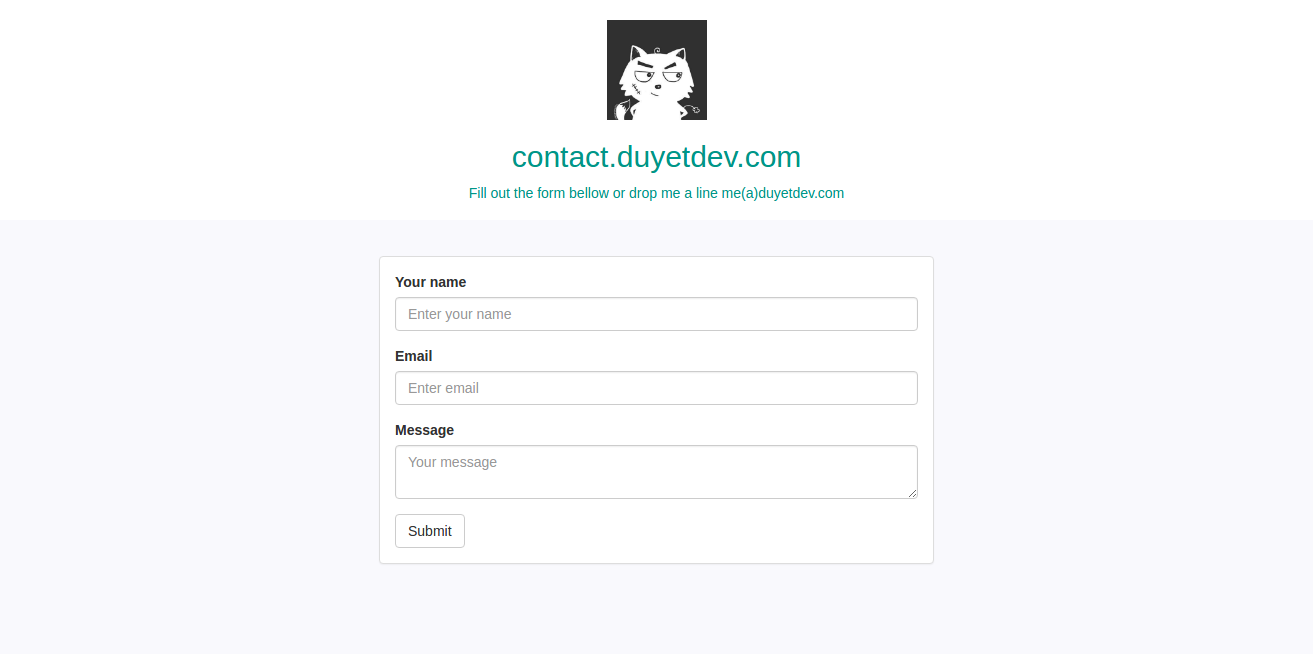 contact.duyetdev.com
Fill out the form bellow or drop me a line me(a)duyetdev.com
Your name
Enter your name
Email
Enter email
Message
Your message
Submit